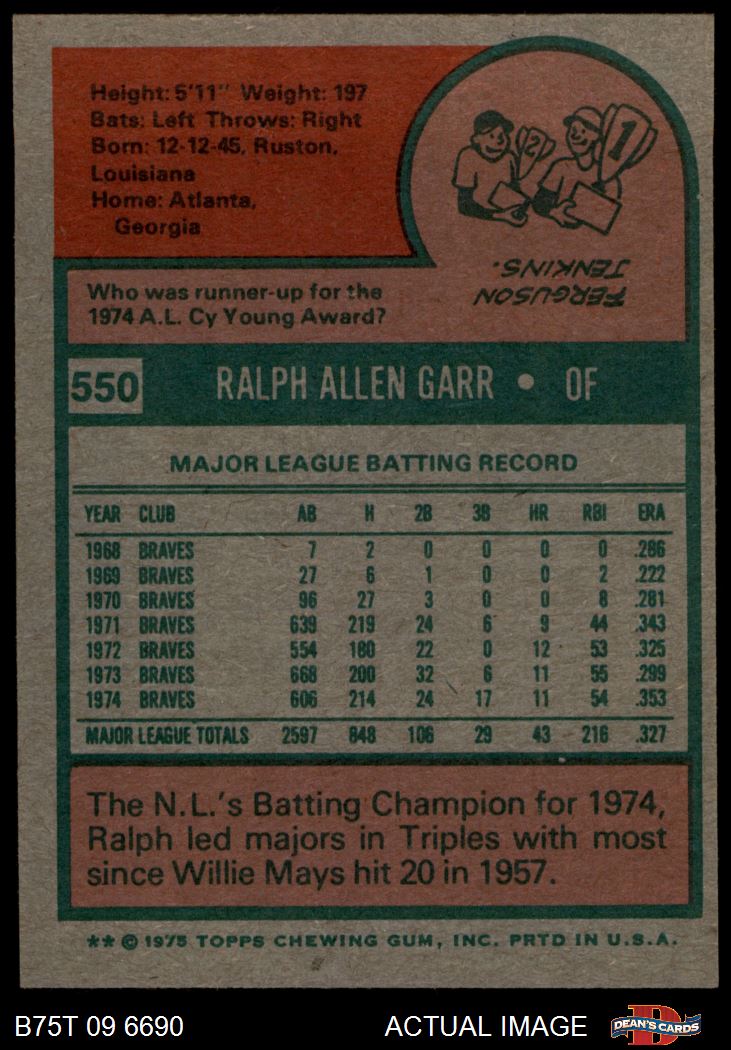 Height: 5'11" Weight: 197
Bats: Left Throws: Right
Born: 12-12-45, Ruston,
Louisiana
Home: Atlanta,
Georgia
2
1
FERGUSON
JENKINS.
Who was runner-up for the
1974 A.L. Cy Young Award?
550 RALPH ALLEN GARR • OF
MAJOR LEAGUE BATTING RECORD
YEAR CLUB AB H 2B 3B HR RBI ERA
1968 BRAVES 7 2 0 0 0 0 .286
1969 BRAVES 27 6 1 0 0 2 .222
1970 BRAVES 96 27 3 0 0 8 .281
1971 BRAVES 639 219 24 6 9 44 .343
1972 BRAVES 554 180 22 0 12 53 .325
1973 BRAVES 668 200 32 6 11 55 .299
1974 BRAVES 606 214 24 17 11 54 .353
MAJOR LEAGUE TOTALS 2597 848 106 29 43 216 .327
The N.L.'s Batting Champion for 1974,
Ralph led majors in Triples with most
since Willie Mays hit 20 in 1957.
** © 1975 TOPPS CHEWING GUM, INC. PRTD IN U.S.A.
B75T 09 6690 ACTUAL IMAGE D DEAN'S CARDS